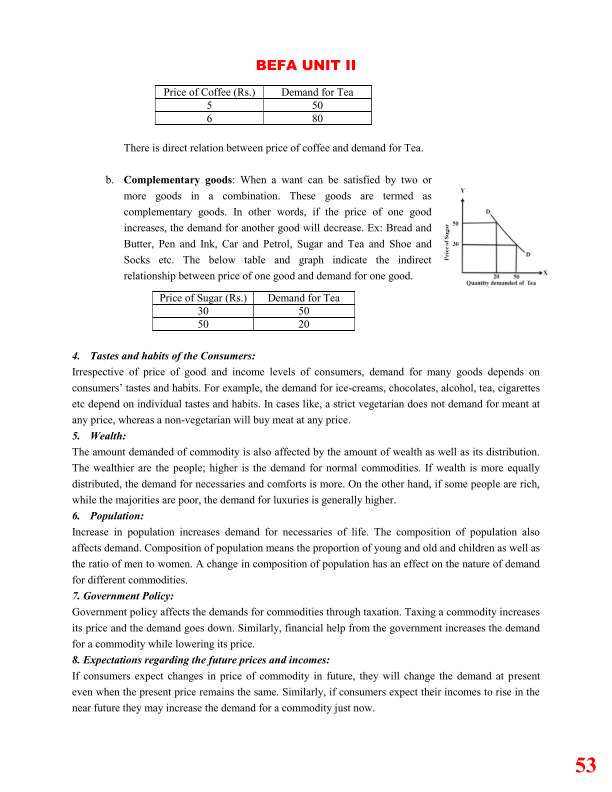 BEFA UNIT II
Price of Coffee (Rs.) Demand for Tea
5 50
6 80
There is direct relation between price of coffee and demand for Tea.
b. Complementary goods: When a want can be satisfied by two or
more goods in a combination. These goods are termed as
complementary goods. In other words, if the price of one good
increases, the demand for another good will decrease. Ex: Bread and
Butter, Pen and Ink, Car and Petrol, Sugar and Tea and Shoe and
Socks etc. The below table and graph indicate the indirect
relationship between price of one good and demand for one good.
Y
D
50
20
Price of Sugar
D
X
20 50
Quantity demanded of Tea
Price of Sugar (Rs.) Demand for Tea
30 50
50 20
4. Tastes and habits of the Consumers:
Irrespective of price of good and income levels of consumers, demand for many goods depends on
consumers’ tastes and habits. For example, the demand for ice-creams, chocolates, alcohol, tea, cigarettes
etc depend on individual tastes and habits. In cases like, a strict vegetarian does not demand for meant at
any price, whereas a non-vegetarian will buy meat at any price.
5. Wealth:
The amount demanded of commodity is also affected by the amount of wealth as well as its distribution.
The wealthier are the people; higher is the demand for normal commodities. If wealth is more equally
distributed, the demand for necessaries and comforts is more. On the other hand, if some people are rich,
while the majorities are poor, the demand for luxuries is generally higher.
6. Population:
Increase in population increases demand for necessaries of life. The composition of population also
affects demand. Composition of population means the proportion of young and old and children as well as
the ratio of men to women. A change in composition of population has an effect on the nature of demand
for different commodities.
7. Government Policy:
Government policy affects the demands for commodities through taxation. Taxing a commodity increases
its price and the demand goes down. Similarly, financial help from the government increases the demand
for a commodity while lowering its price.
8. Expectations regarding the future prices and incomes:
If consumers expect changes in price of commodity in future, they will change the demand at present
even when the present price remains the same. Similarly, if consumers expect their incomes to rise in the
near future they may increase the demand for a commodity just now.
53